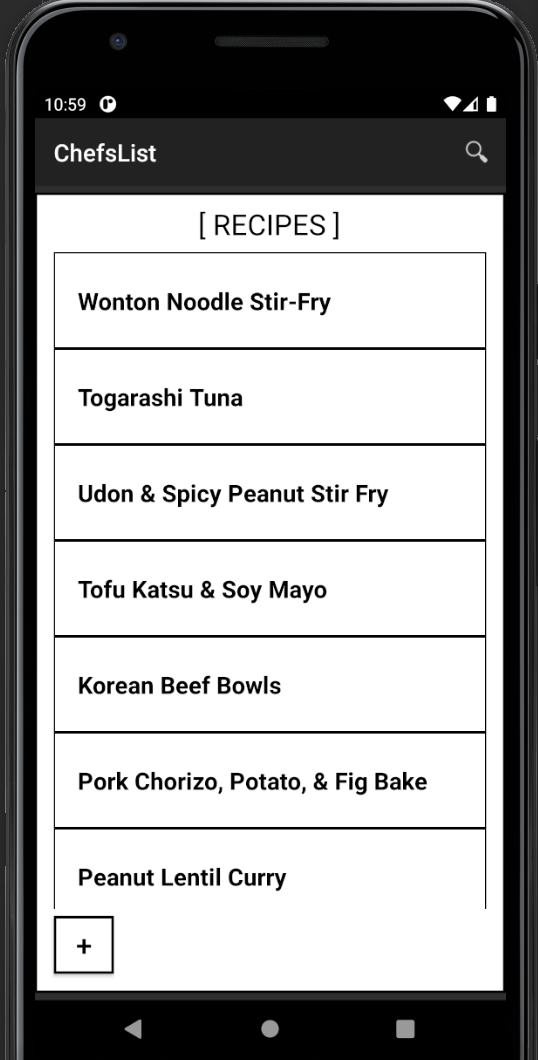 10:59
ChefsList
[ RECIPES ]
Wonton Noodle Stir-Fry
Togarashi Tuna
Udon & Spicy Peanut Stir Fry
Tofu Katsu & Soy Mayo
Korean Beef Bowls
Pork Chorizo, Potato, & Fig Bake
Peanut Lentil Curry
+